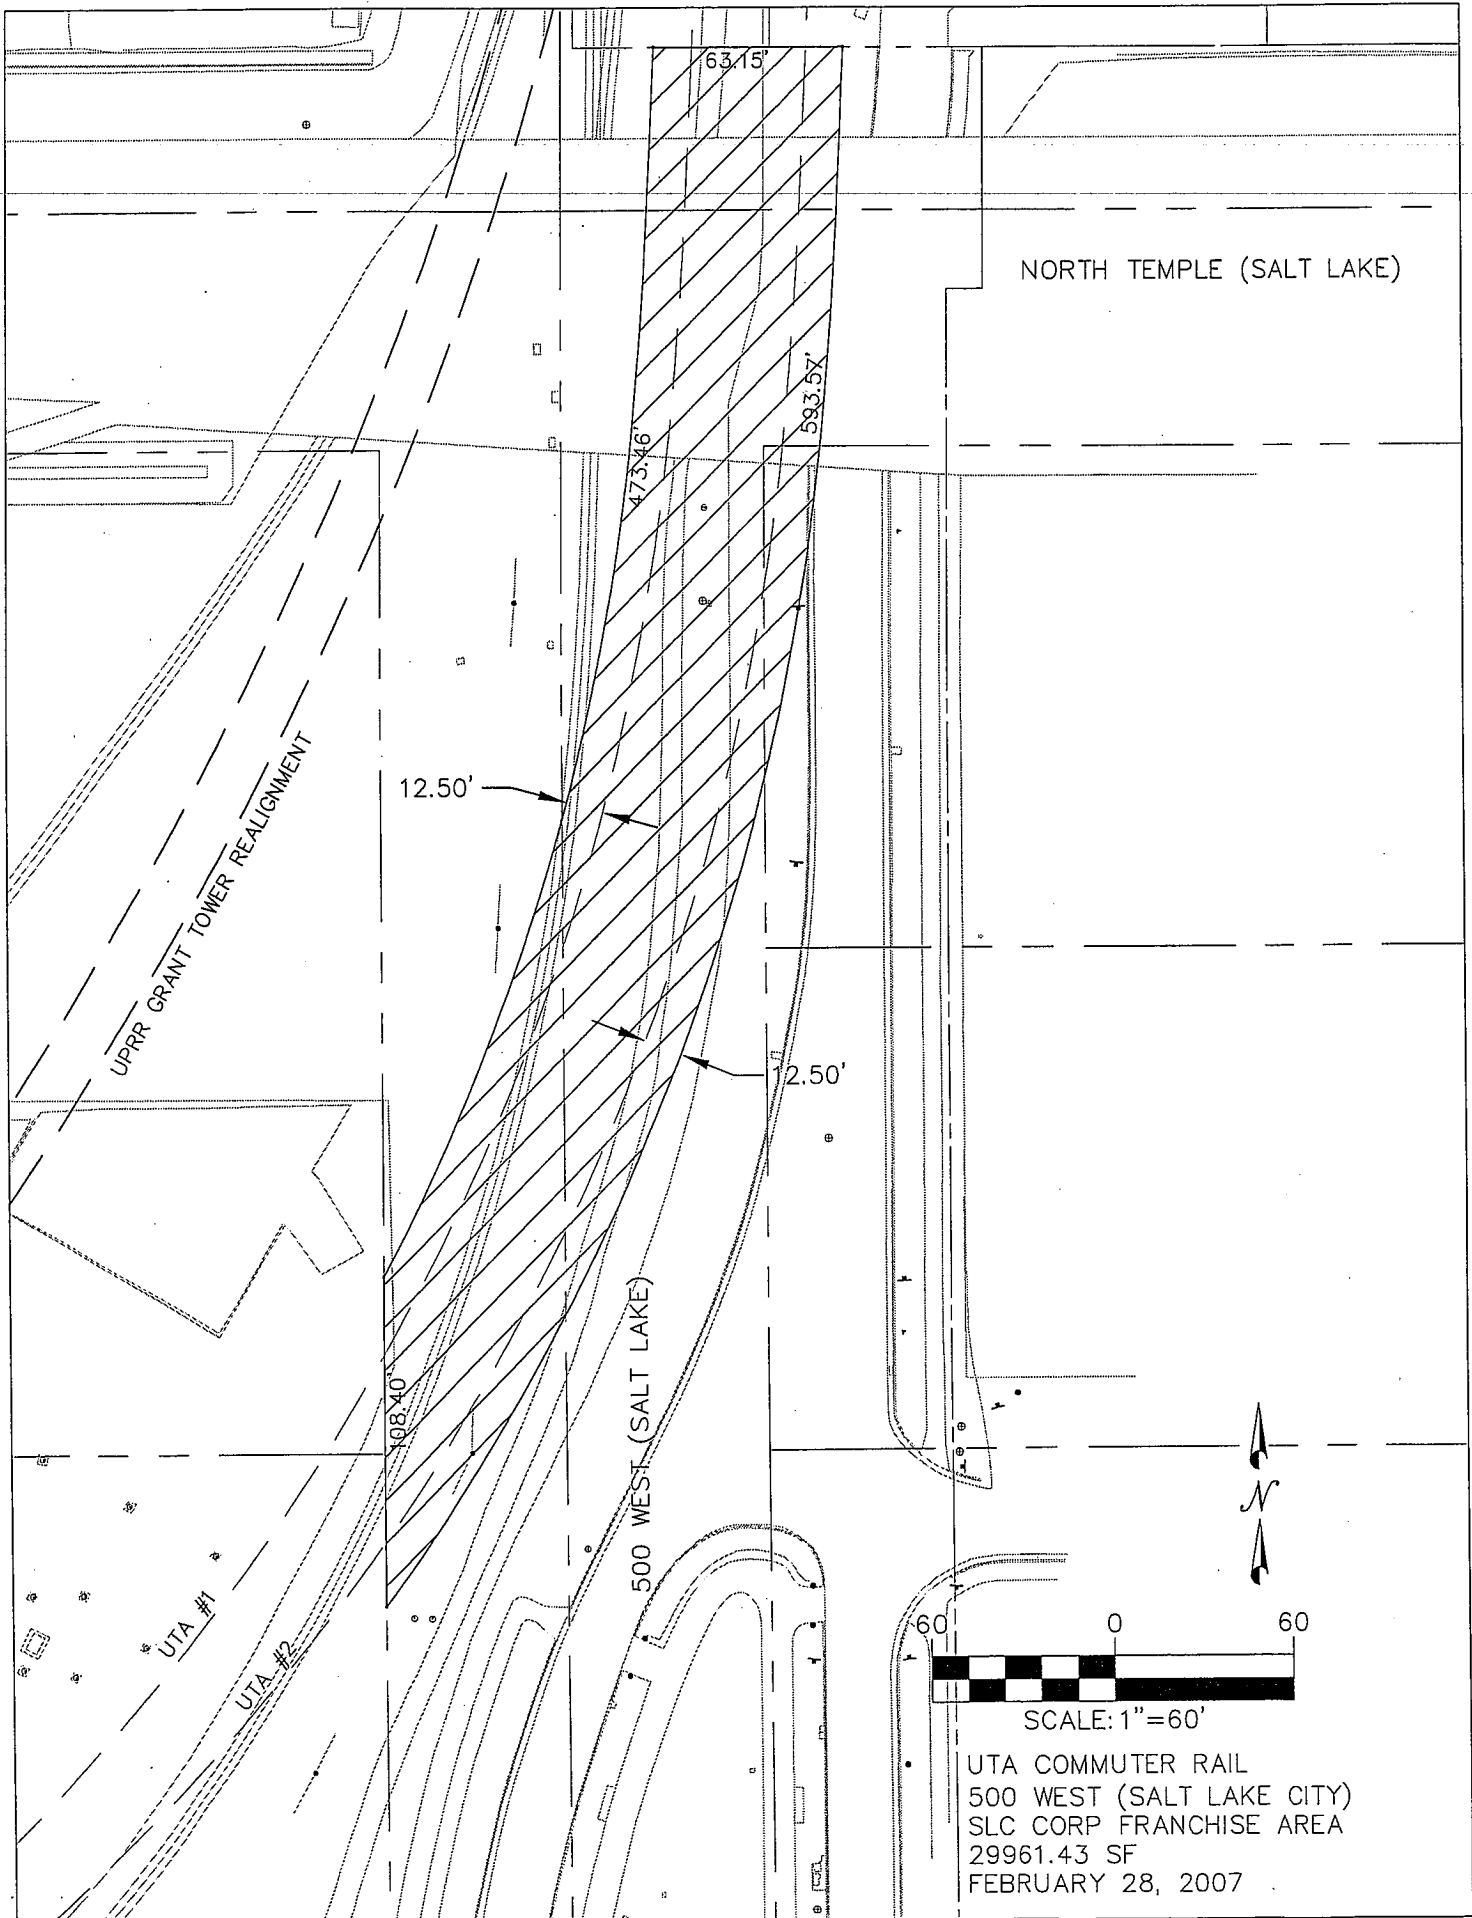 63.15'
NORTH TEMPLE (SALT LAKE)
593.57'
473.46'
UPRR GRANT TOWER REALIGNMENT
12.50'
12.50'
500 WEST (SALT LAKE)
108.40'
UTA #1
UTA #2
N
60 0 60
SCALE: 1"=60'
UTA COMMUTER RAIL
500 WEST (SALT LAKE CITY)
SLC CORP FRANCHISE AREA
29961.43 SF
FEBRUARY 28, 2007